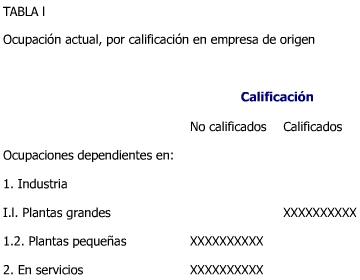 TABLA I
Ocupación actual, por calificación en empresa de origen
Calificación
No calificados Calificados
Ocupaciones dependientes en:
1. Industria
I.l. Plantas grandes XXXXXXXXXX
1.2. Plantas pequeñas XXXXXXXXXX
2. En servicios XXXXXXXXXX